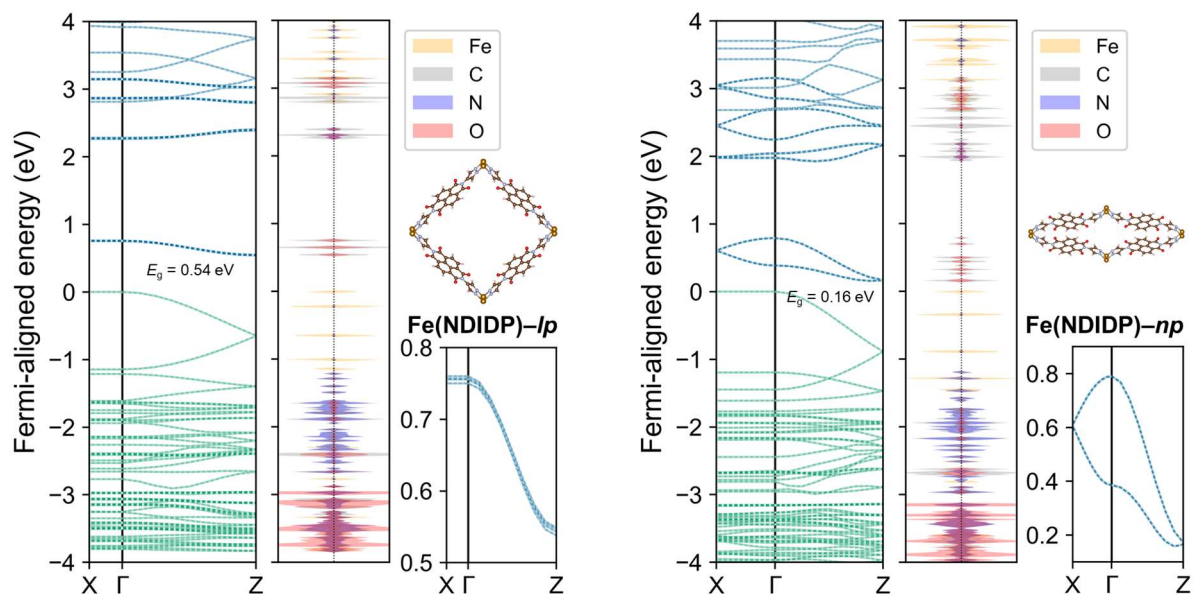 Fermi-aligned energy (eV)
4
3
2
1
0
−1
−2
−3
−4
X Γ Z
E_g = 0.54 eV
Fe
C
N
O
Fe(NDIDP)–lp
0.8
0.7
0.6
0.5
X Γ Z
Fermi-aligned energy (eV)
4
3
2
1
0
−1
−2
−3
−4
X Γ Z
E_g = 0.16 eV
Fe
C
N
O
Fe(NDIDP)–np
0.8
0.6
0.4
0.2
X Γ Z